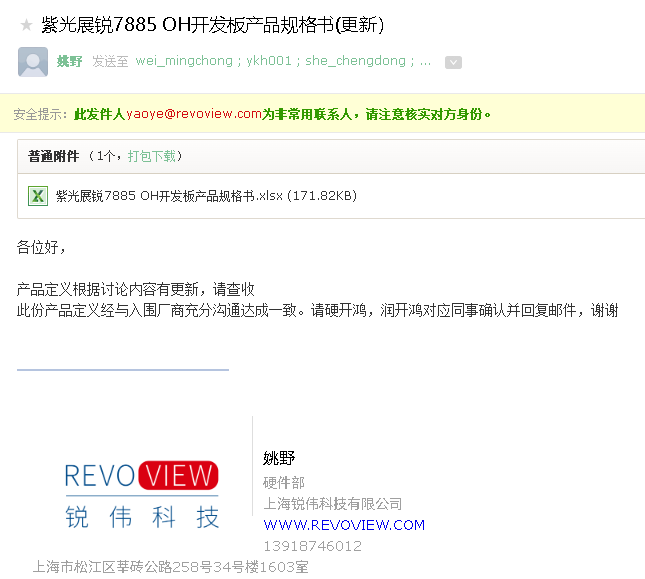 紫光展锐7885 OH开发板产品规格书(更新)
姚野 发送至 wei_mingchong；ykh001；she_chengdong；...
安全提示：此发件人yaoye@revoview.com为非常用联系人，请注意核实对方身份。
普通附件（1个，打包下载）
紫光展锐7885 OH开发板产品规格书.xlsx (171.82KB)
各位好，
产品定义根据讨论内容有更新，请查收
此份产品定义经与入围厂商充分沟通达成一致。请硬开鸿，润开鸿对应同事确认并回复邮件，谢谢
REVOVIEW
锐伟科技
姚野
硬件部
上海锐伟科技有限公司
WWW.REVOVIEW.COM
13918746012
上海市松江区莘砖公路258号34号楼1603室